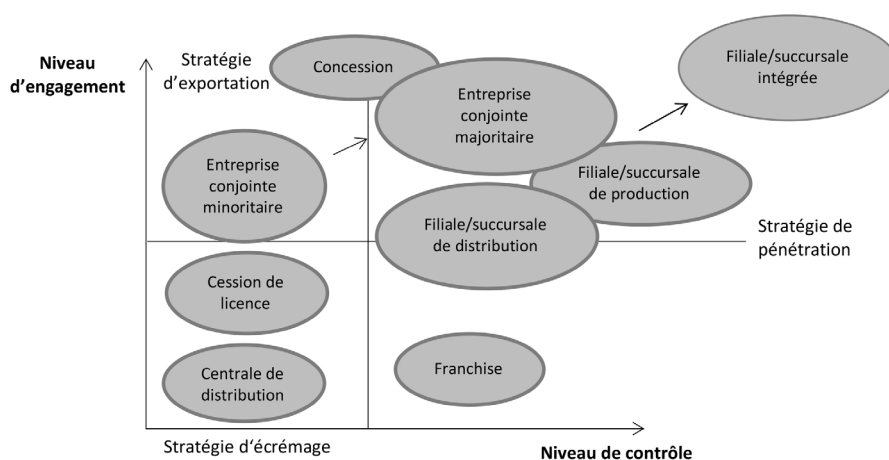 Niveau
d'engagement
Stratégie
d'exportation
Concession
Entreprise
conjointe
majoritaire
Filiale/succursale
intégrée
Entreprise
conjointe
minoritaire
Filiale/succursale
de production
Filiale/succursale
de distribution
Stratégie de
pénétration
Cession de
licence
Centrale de
distribution
Franchise
Stratégie d'écrémage
Niveau de contrôle